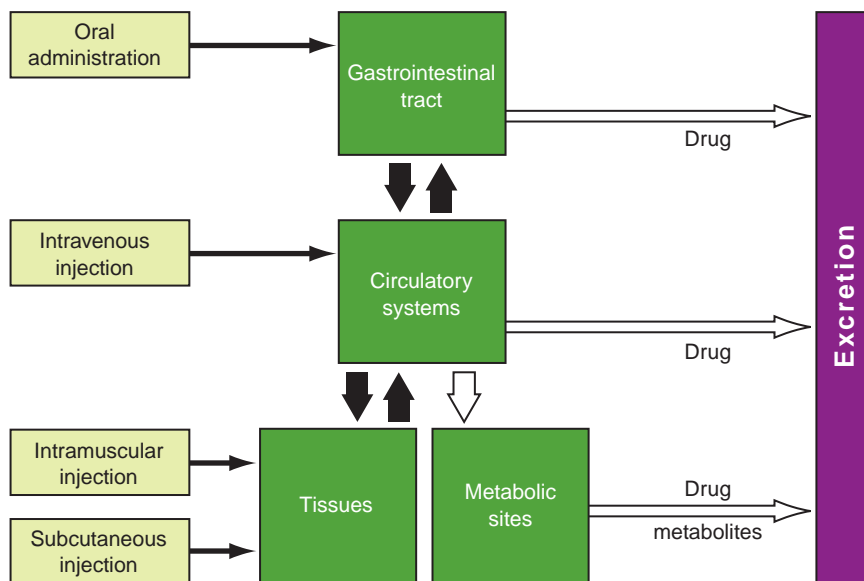 Oral
administration
Gastrointestinal
tract
Drug
Intravenous
injection
Circulatory
systems
Drug
Excretion
Intramuscular
injection
Tissues
Metabolic
sites
Drug
metabolites
Subcutaneous
injection